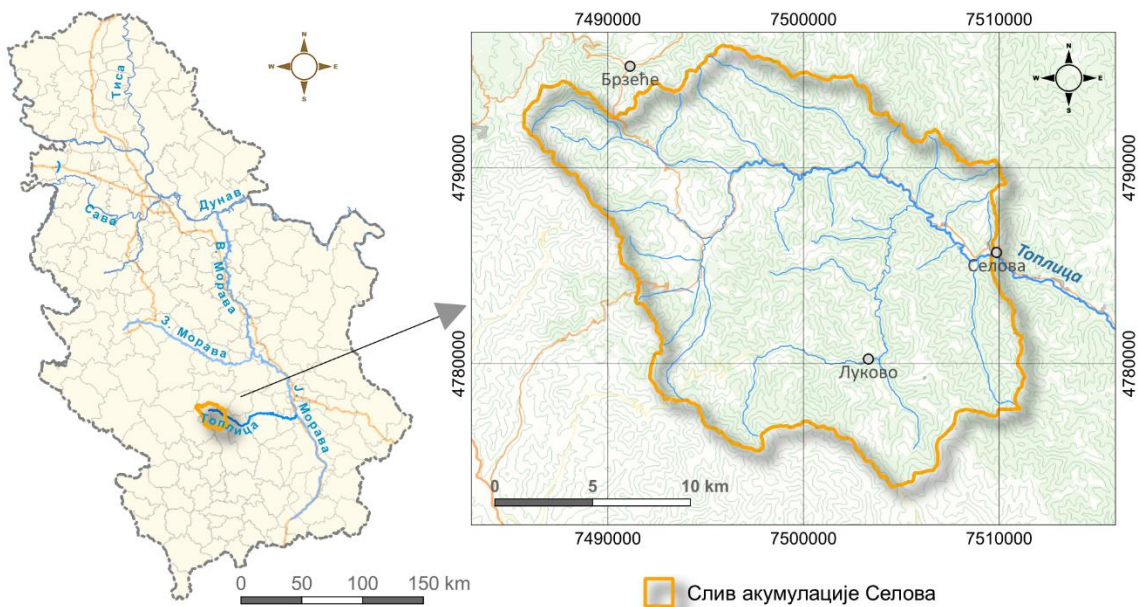 N
W E
S
Тиса
Дунав
Сава
В. Морава
З. Морава
Ј. Морава
Топлица
0 50 100 150 km
7490000 7500000 7510000
N
W E
S
Брзеће
4790000
4790000
Селова
Топлица
Луково
4780000
4780000
0 5 10 km
7490000 7500000 7510000
Слив акумулације Селова